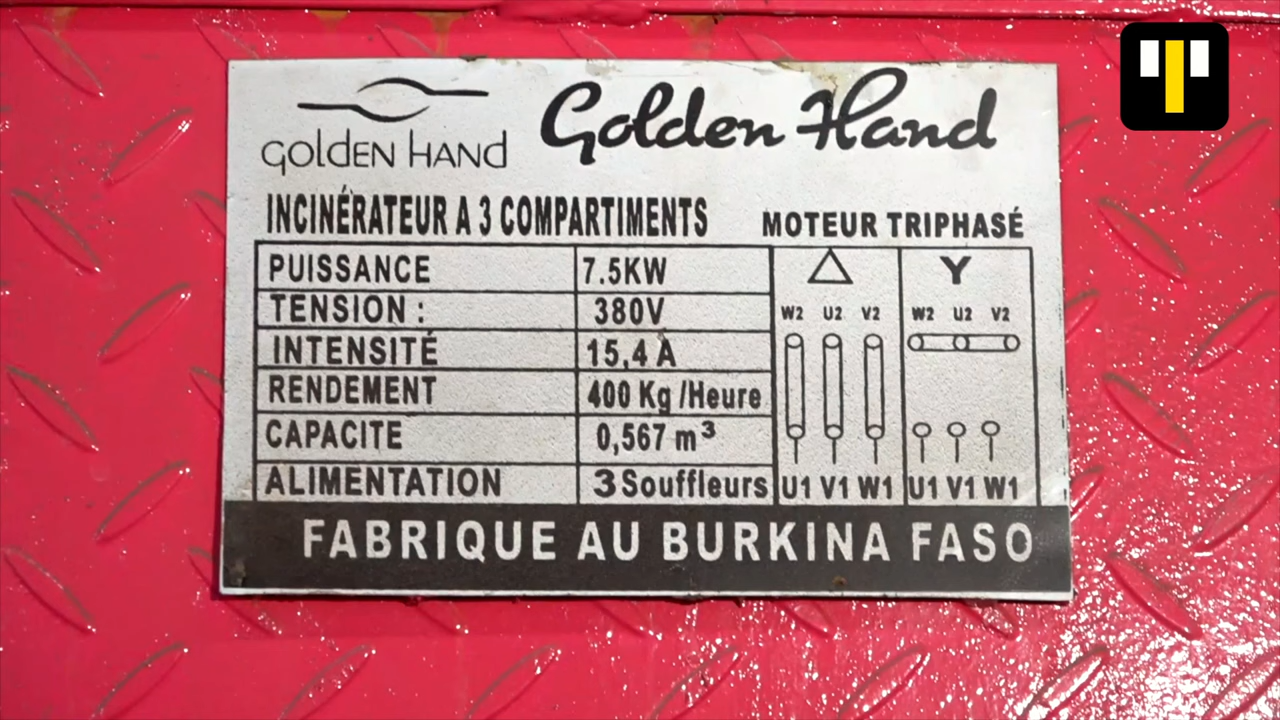 golden hand
Golden Hand
INCINÉRATEUR A 3 COMPARTIMENTS
MOTEUR TRIPHASÉ
PUISSANCE 7.5KW
TENSION : 380V
INTENSITÉ 15,4 A
RENDEMENT 400 Kg /Heure
CAPACITE 0,567 m³
ALIMENTATION 3 Souffleurs
△ Y
W2 U2 V2 W2 U2 V2
U1 V1 W1 U1 V1 W1
FABRIQUE AU BURKINA FASO